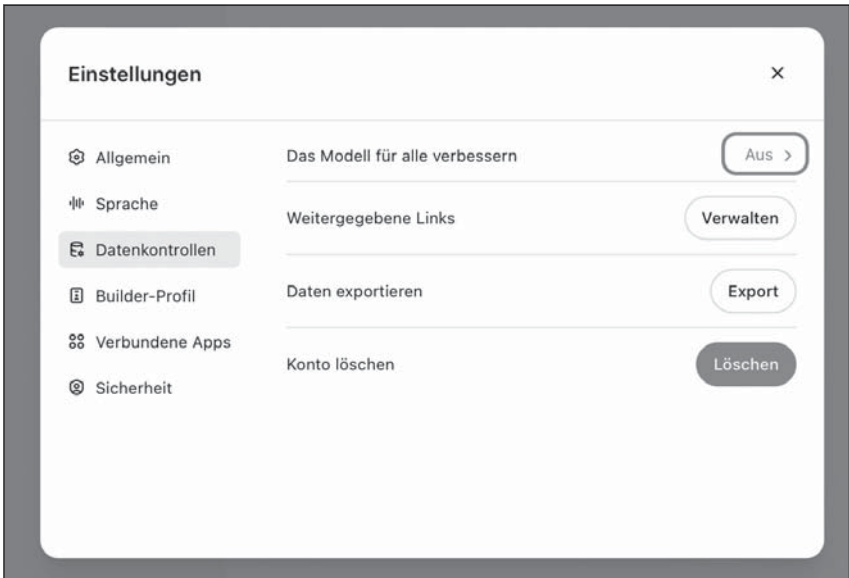 Einstellungen
Allgemein
Sprache
Datenkontrollen
Builder-Profil
Verbundene Apps
Sicherheit
Das Modell für alle verbessern Aus
Weitergegebene Links Verwalten
Daten exportieren Export
Konto löschen Löschen